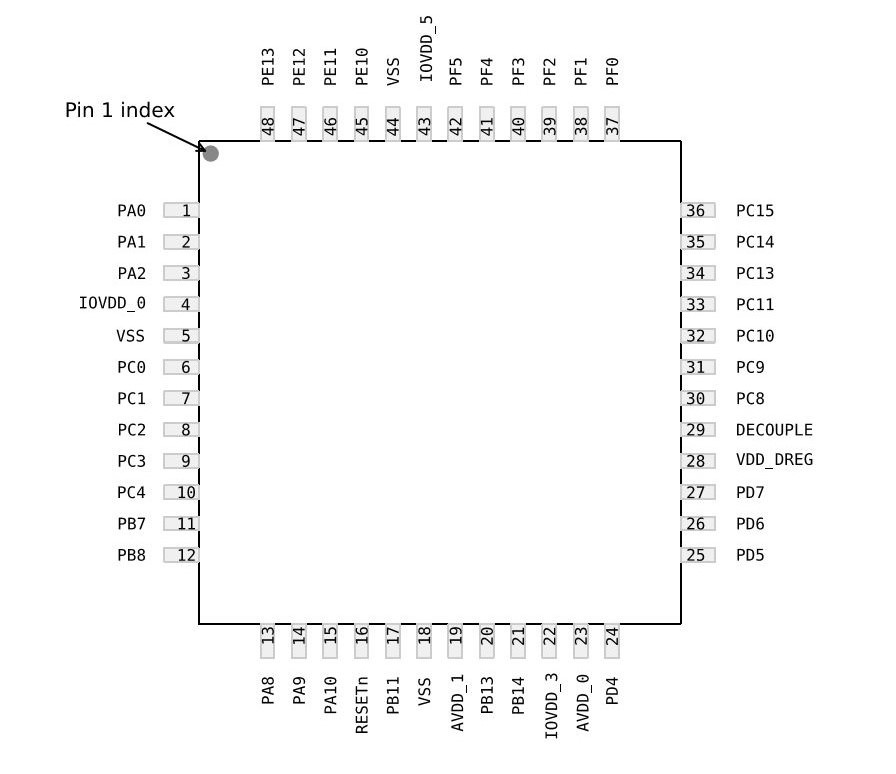 PE13 PE12 PE11 PE10 VSS IOVDD_5 PF5 PF4 PF3 PF2 PF1 PF0
Pin 1 index
48 47 46 45 44 43 42 41 40 39 38 37
PA0 1 36 PC15
PA1 2 35 PC14
PA2 3 34 PC13
IOVDD_0 4 33 PC11
VSS 5 32 PC10
PC0 6 31 PC9
PC1 7 30 PC8
PC2 8 29 DECOUPLE
PC3 9 28 VDD_DREG
PC4 10 27 PD7
PB7 11 26 PD6
PB8 12 25 PD5
13 14 15 16 17 18 19 20 21 22 23 24
PA8 PA9 PA10 RESETn PB11 VSS AVDD_1 PB13 PB14 IOVDD_3 AVDD_0 PD4